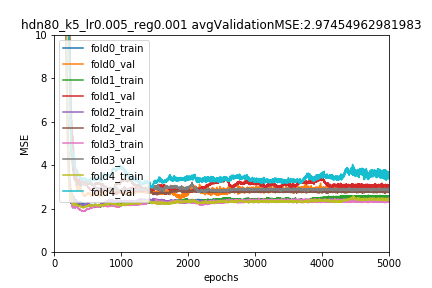 hdn80_k5_lr0.005_reg0.001 avgValidationMSE:2.97454962981983
10
8
6
4
2
0
MSE
fold0_train
fold0_val
fold1_train
fold1_val
fold2_train
fold2_val
fold3_train
fold3_val
fold4_train
fold4_val
0 1000 2000 3000 4000 5000
epochs